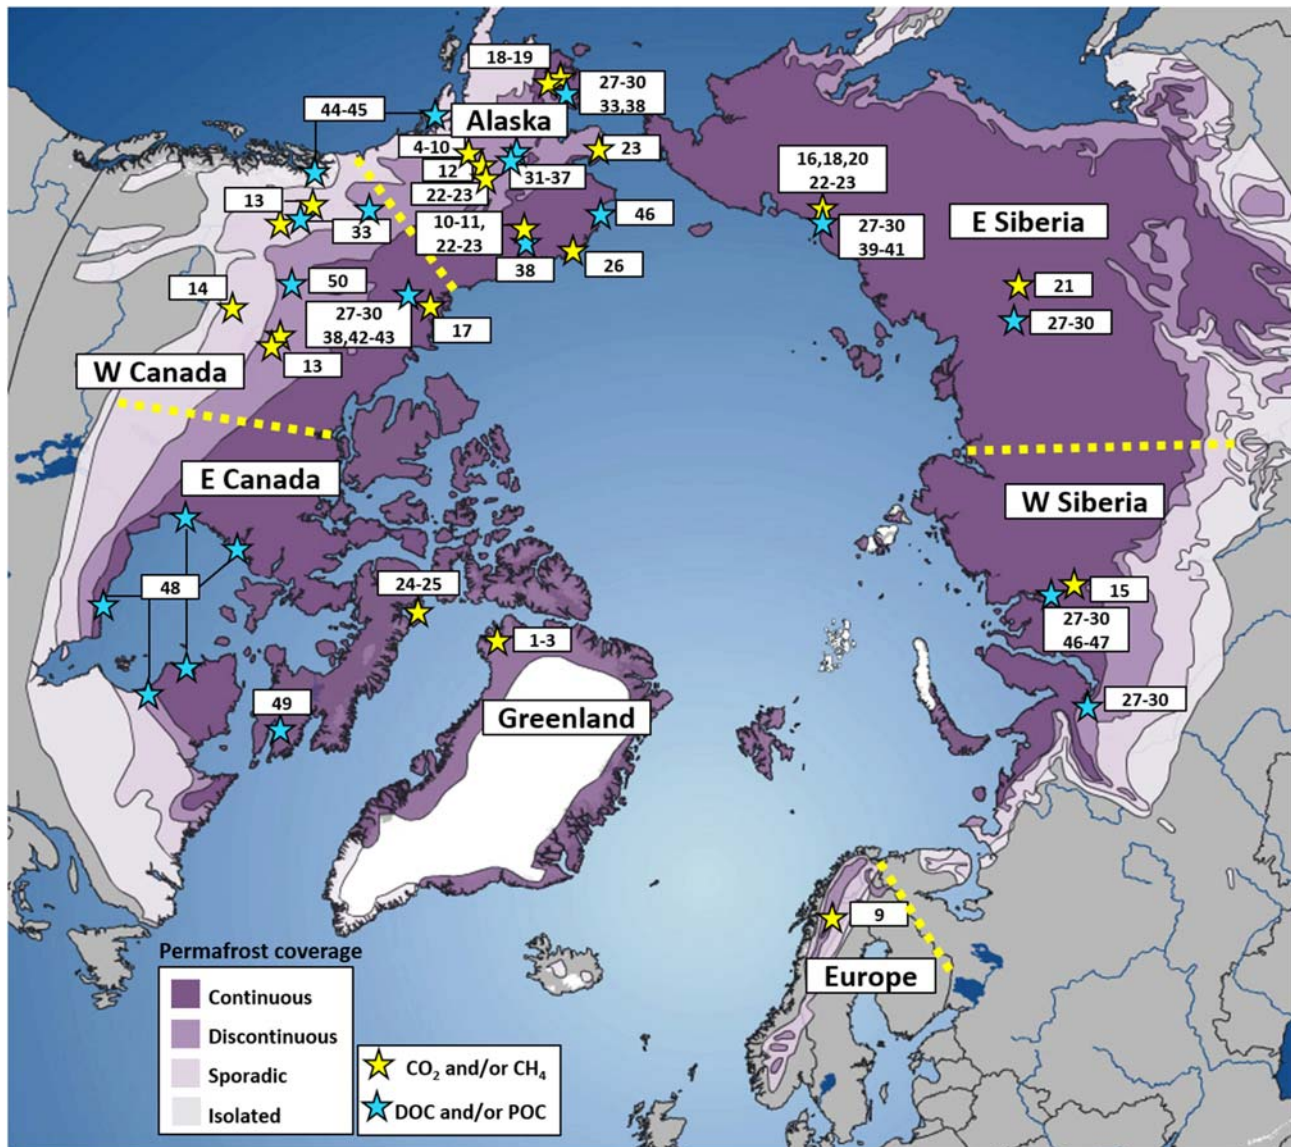 18-19
27-30
33,38
44-45
Alaska
4-10
23
12
31-37
22-23
16,18,20
22-23
27-30
39-41
E Siberia
13
33
10-11,
22-23
46
38
26
21
27-30
14
50
27-30
38,42-43
17
13
W Canada
E Canada
W Siberia
48
24-25
1-3
15
27-30
46-47
27-30
49
Greenland
9
Europe
Permafrost coverage
Continuous
Discontinuous
Sporadic
Isolated
CO₂ and/or CH₄
DOC and/or POC